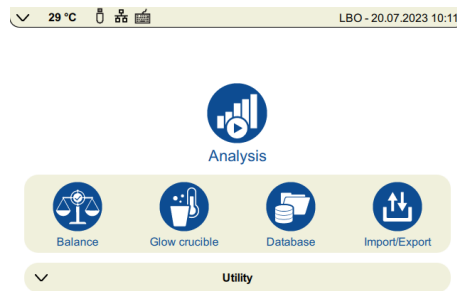 29 °C LBO - 20.07.2023 10:11
Analysis
Balance Glow crucible Database Import/Export
Utility